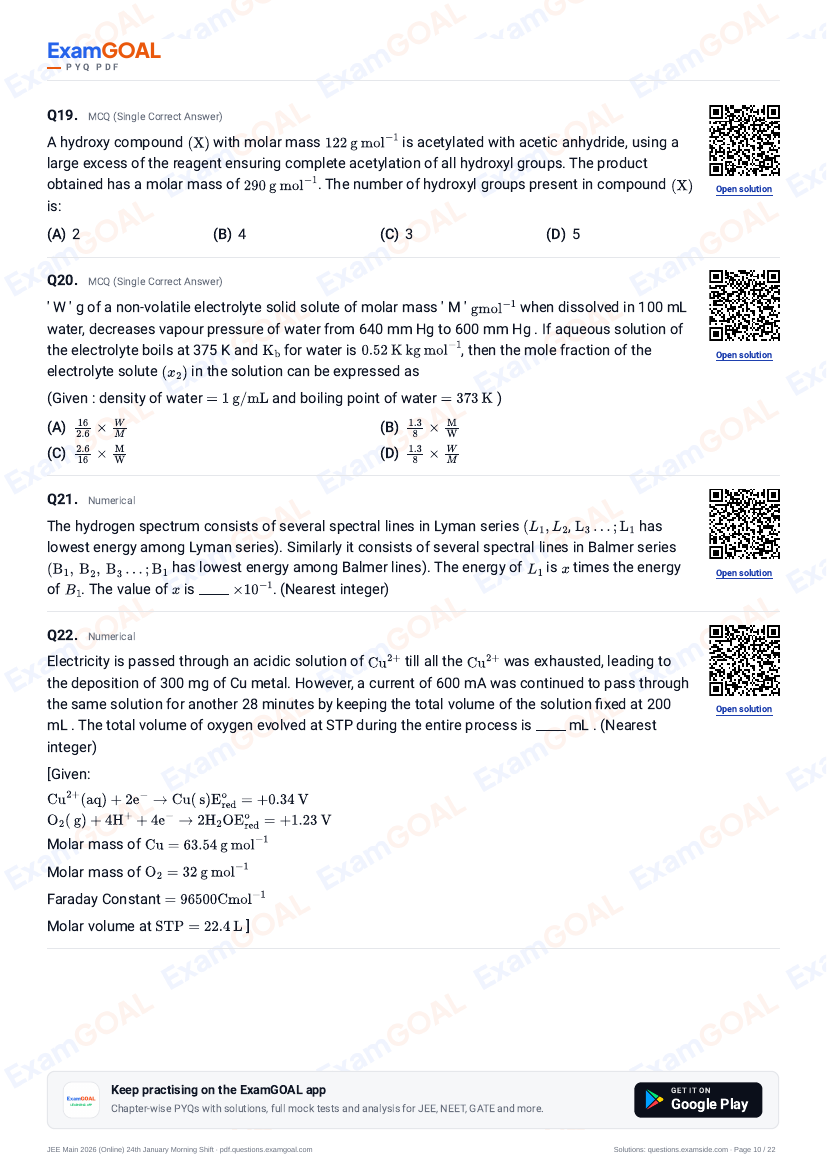 ExamGOAL
PYQ PDF
Q19. MCQ (Single Correct Answer)
A hydroxy compound (X) with molar mass 122 g mol⁻¹ is acetylated with acetic anhydride, using a
large excess of the reagent ensuring complete acetylation of all hydroxyl groups. The product
obtained has a molar mass of 290 g mol⁻¹. The number of hydroxyl groups present in compound (X)
is:
Open solution
(A) 2 (B) 4 (C) 3 (D) 5
Q20. MCQ (Single Correct Answer)
' W ' g of a non-volatile electrolyte solid solute of molar mass ' M ' gmol⁻¹ when dissolved in 100 mL
water, decreases vapour pressure of water from 640 mm Hg to 600 mm Hg . If aqueous solution of
the electrolyte boils at 375 K and K_b for water is 0.52 K kg mol⁻¹, then the mole fraction of the
electrolyte solute (x₂) in the solution can be expressed as
Open solution
(Given : density of water = 1 g/mL and boiling point of water = 373 K )
(A) 16/2.6 × W/M (B) 1.3/8 × M/W
(C) 2.6/16 × M/W (D) 1.3/8 × W/M
Q21. Numerical
The hydrogen spectrum consists of several spectral lines in Lyman series (L₁, L₂, L₃ . . . ; L₁ has
lowest energy among Lyman series). Similarly it consists of several spectral lines in Balmer series
(B₁, B₂, B₃ . . . ; B₁ has lowest energy among Balmer lines). The energy of L₁ is x times the energy
of B₁. The value of x is ____ ×10⁻¹. (Nearest integer)
Open solution
Q22. Numerical
Electricity is passed through an acidic solution of Cu²⁺ till all the Cu²⁺ was exhausted, leading to
the deposition of 300 mg of Cu metal. However, a current of 600 mA was continued to pass through
the same solution for another 28 minutes by keeping the total volume of the solution fixed at 200
mL . The total volume of oxygen evolved at STP during the entire process is ____ mL . (Nearest
integer)
Open solution
[Given:
Cu²⁺(aq) + 2e⁻ → Cu( s)E°red = +0.34 V
O₂( g) + 4H⁺ + 4e⁻ → 2H₂OE°red = +1.23 V
Molar mass of Cu = 63.54 g mol⁻¹
Molar mass of O₂ = 32 g mol⁻¹
Faraday Constant = 96500Cmol⁻¹
Molar volume at STP = 22.4 L ]
Keep practising on the ExamGOAL app
Chapter-wise PYQs with solutions, full mock tests and analysis for JEE, NEET, GATE and more.
ExamGOAL
GET IT ON
Google Play
JEE Main 2026 (Online) 24th January Morning Shift · pdf.questions.examgoal.com
Solutions: questions.examside.com · Page 10 / 22